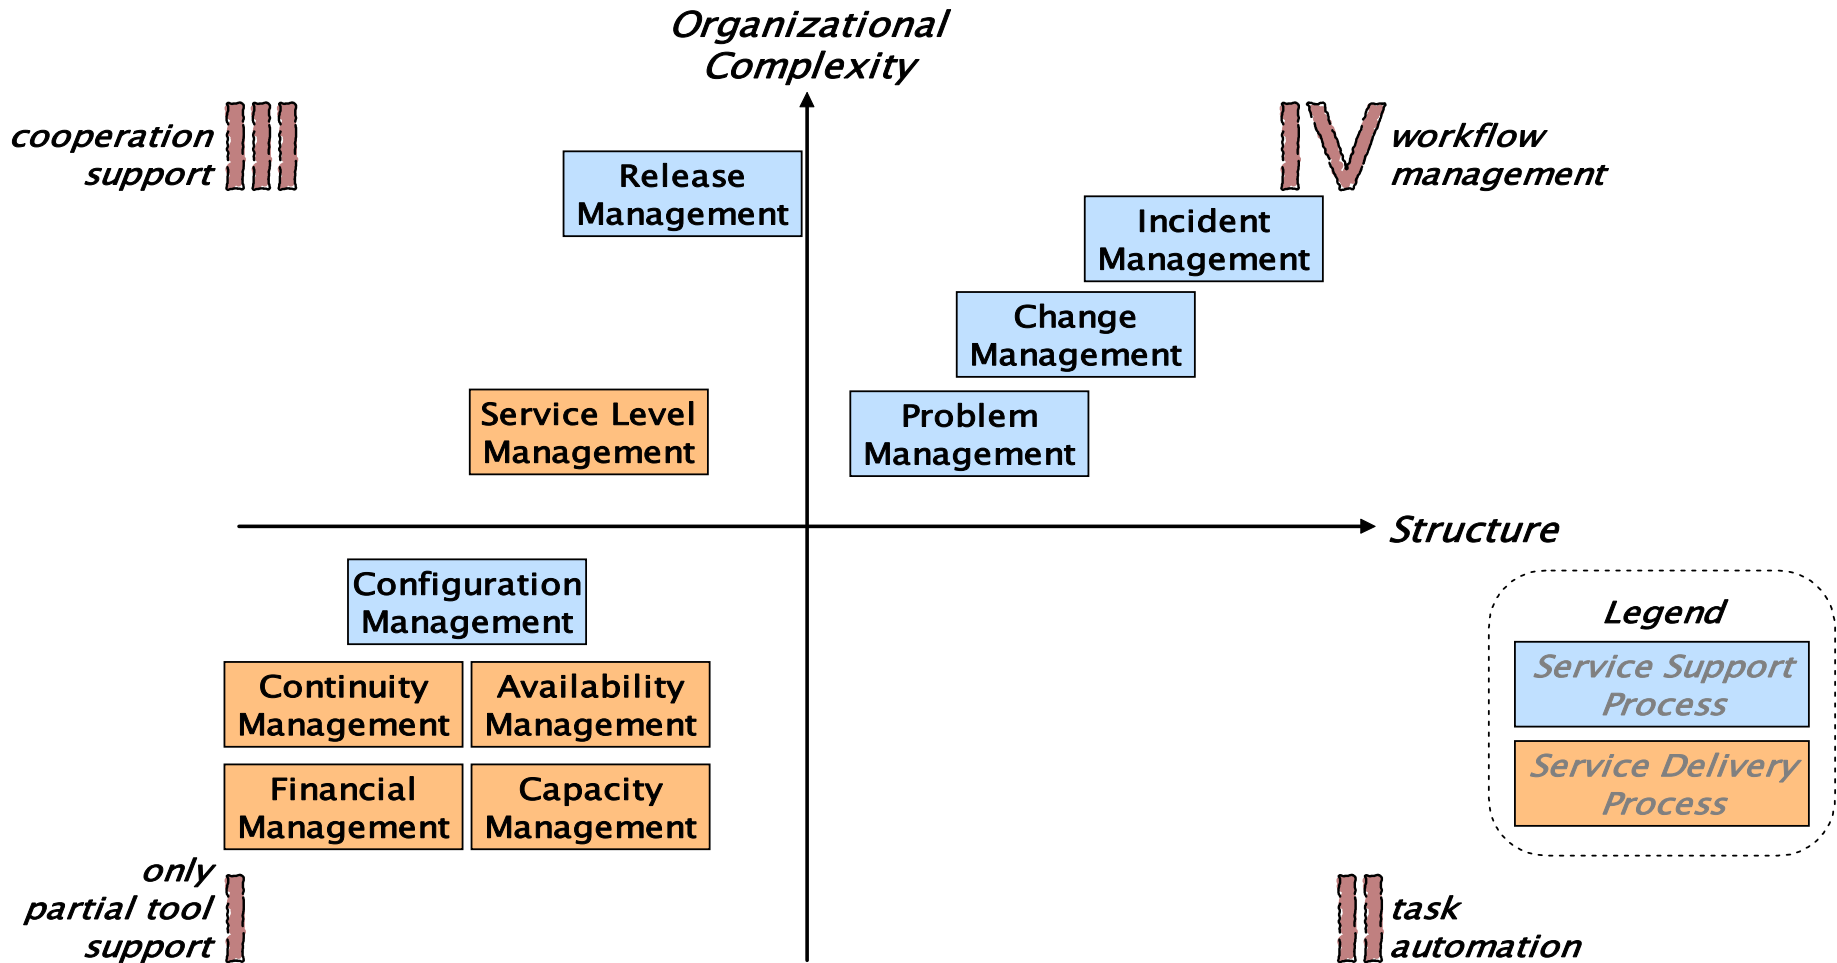 Organizational
Complexity
cooperation
support
III
IV
workflow
management
Release
Management
Incident
Management
Change
Management
Service Level
Management
Problem
Management
Structure
Configuration
Management
Continuity
Management
Availability
Management
Financial
Management
Capacity
Management
Legend
Service Support
Process
Service Delivery
Process
only
partial tool
support
I
II
task
automation